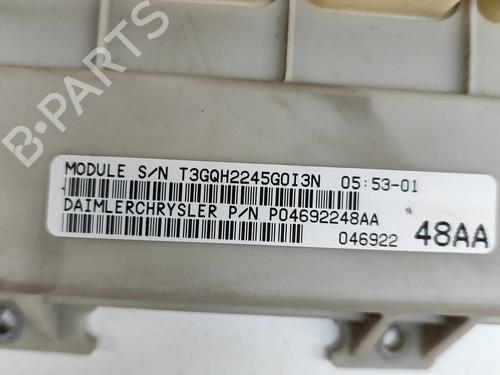 MODULE S/N T3GQH2245G0I3N 05:53-01
DAIMLERCHRYSLER P/N P04692248AA
046922 48AA
B-Parts